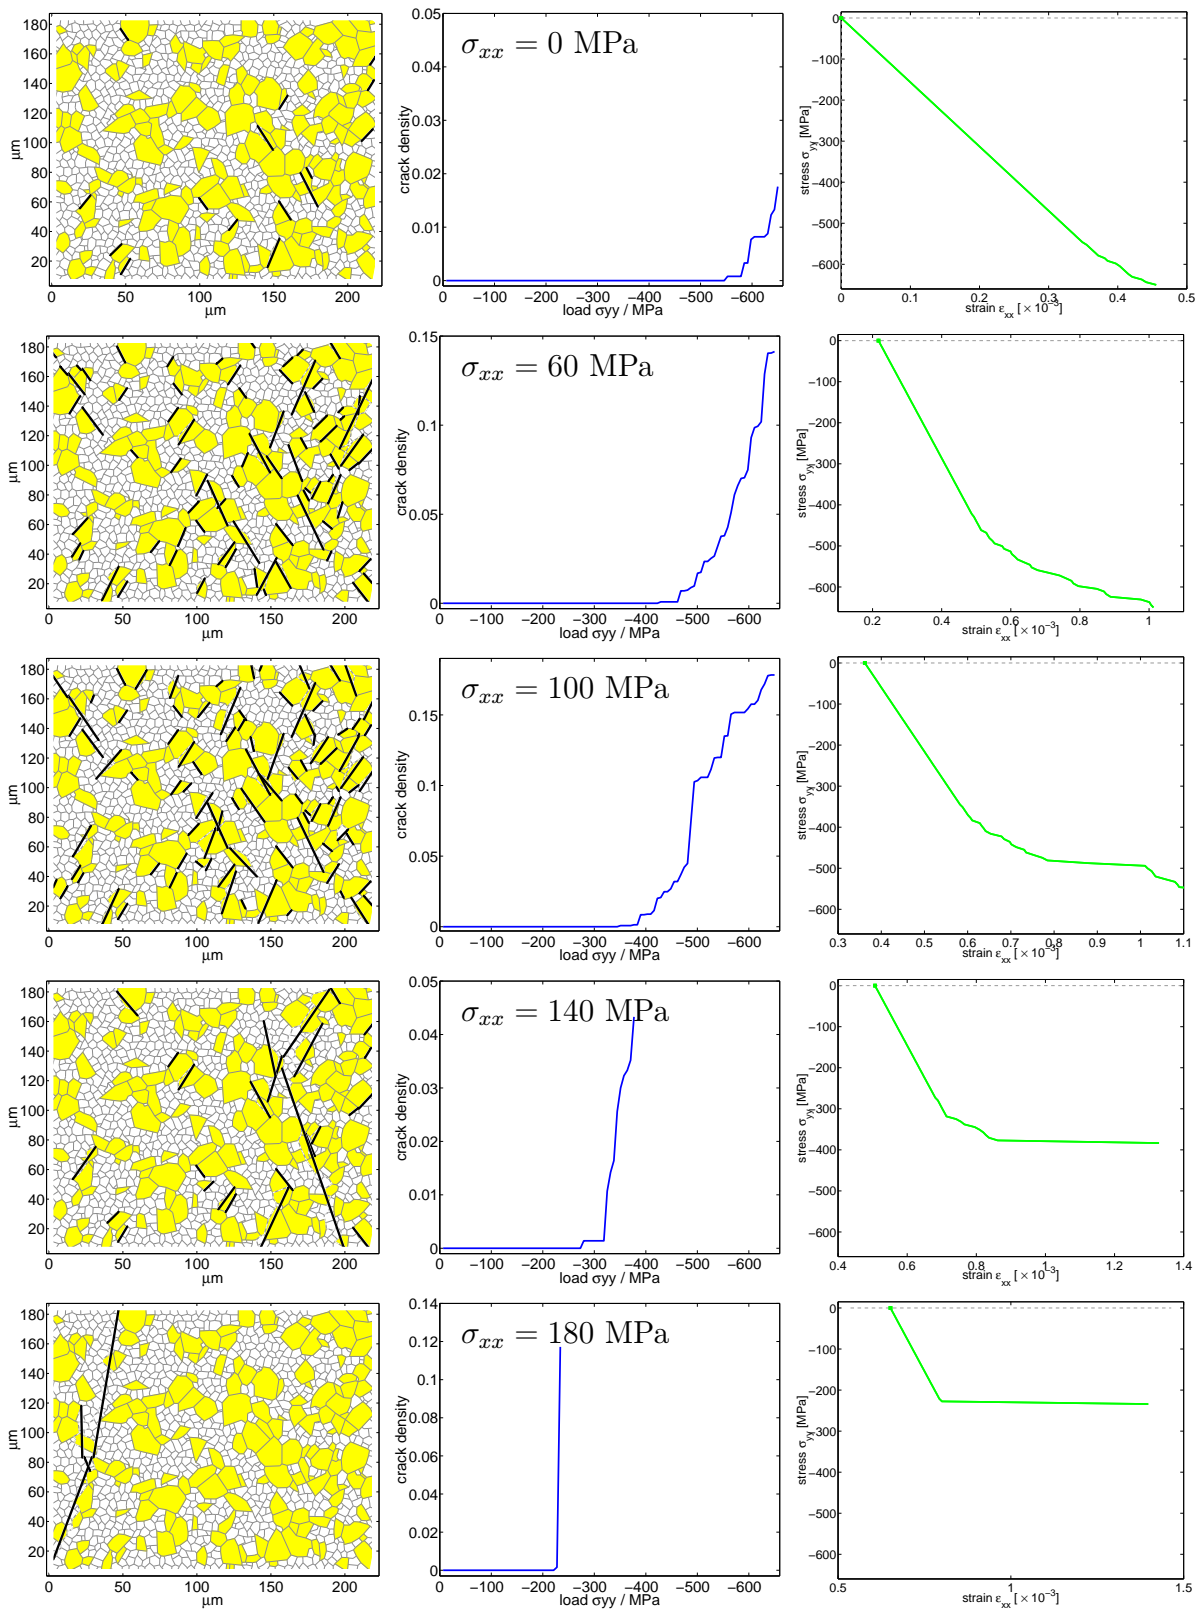 180
160
140
120
100
80
60
40
20
µm
0 50 100 150 200
µm
0.05
0.04
0.03
0.02
0.01
0
crack density
σxx = 0 MPa
0 −100 −200 −300 −400 −500 −600
load σyy / MPa
0
−100
−200
−300
−400
−500
−600
stress σyy [MPa]
0 0.1 0.2 0.3 0.4 0.5
strain εxx [ × 10−3]
180
160
140
120
100
80
60
40
20
µm
0 50 100 150 200
µm
0.15
0.1
0.05
0
crack density
σxx = 60 MPa
0 −100 −200 −300 −400 −500 −600
load σyy / MPa
0
−100
−200
−300
−400
−500
−600
stress σyy [MPa]
0.2 0.4 0.6 0.8 1
strain εxx [ × 10−3]
180
160
140
120
100
80
60
40
20
µm
0 50 100 150 200
µm
0.15
0.1
0.05
0
crack density
σxx = 100 MPa
0 −100 −200 −300 −400 −500 −600
load σyy / MPa
0
−100
−200
−300
−400
−500
−600
stress σyy [MPa]
0.3 0.4 0.5 0.6 0.7 0.8 0.9 1 1.1
strain εxx [ × 10−3]
180
160
140
120
100
80
60
40
20
µm
0 50 100 150 200
µm
0.05
0.04
0.03
0.02
0.01
0
crack density
σxx = 140 MPa
0 −100 −200 −300 −400 −500 −600
load σyy / MPa
0
−100
−200
−300
−400
−500
−600
stress σyy [MPa]
0.4 0.6 0.8 1 1.2 1.4
strain εxx [ × 10−3]
180
160
140
120
100
80
60
40
20
µm
0 50 100 150 200
µm
0.14
0.12
0.1
0.08
0.06
0.04
0.02
0
crack density
σxx = 180 MPa
0 −100 −200 −300 −400 −500 −600
load σyy / MPa
0
−100
−200
−300
−400
−500
−600
stress σyy [MPa]
0.5 1 1.5
strain εxx [ × 10−3]